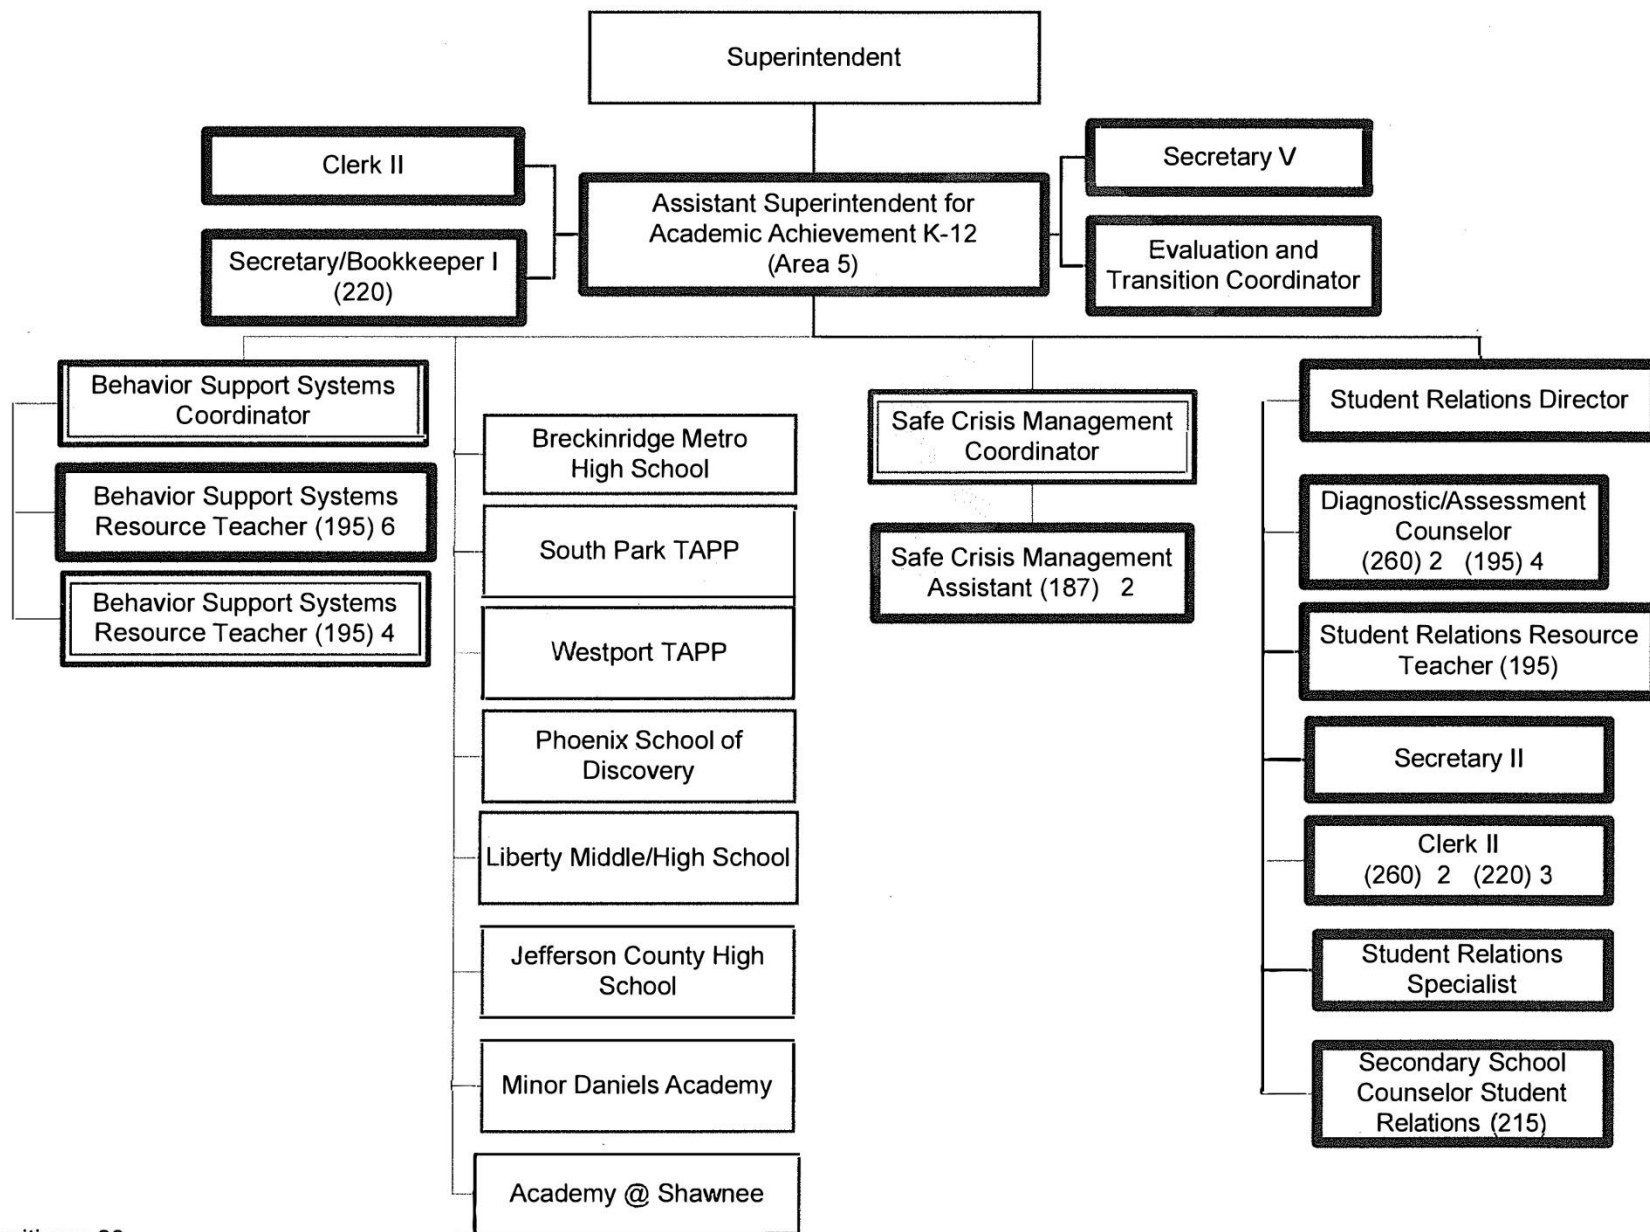 Superintendent
Clerk II
Secretary V
Assistant Superintendent for
Academic Achievement K-12
(Area 5)
Secretary/Bookkeeper I
(220)
Evaluation and
Transition Coordinator
Behavior Support Systems
Coordinator
Behavior Support Systems
Resource Teacher (195) 6
Behavior Support Systems
Resource Teacher (195) 4
Breckinridge Metro
High School
South Park TAPP
Westport TAPP
Phoenix School of
Discovery
Liberty Middle/High School
Jefferson County High
School
Minor Daniels Academy
Academy @ Shawnee
Safe Crisis Management
Coordinator
Safe Crisis Management
Assistant (187) 2
Student Relations Director
Diagnostic/Assessment
Counselor
(260) 2 (195) 4
Student Relations Resource
Teacher (195)
Secretary II
Clerk II
(260) 2 (220) 3
Student Relations
Specialist
Secondary School
Counselor Student
Relations (215)